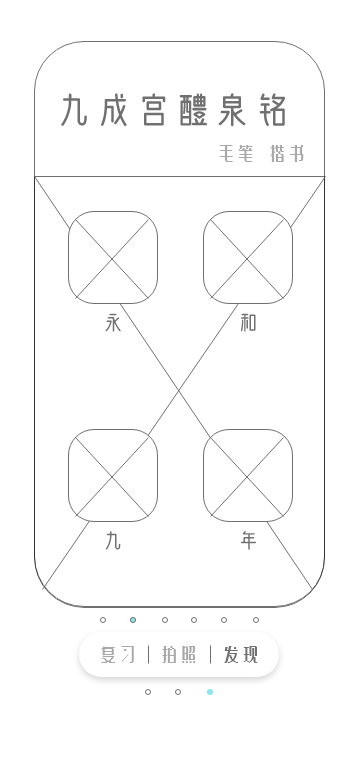 九成宫醴泉铭
毛笔 楷书
永 和
九 年
复习 | 拍照 | 发现